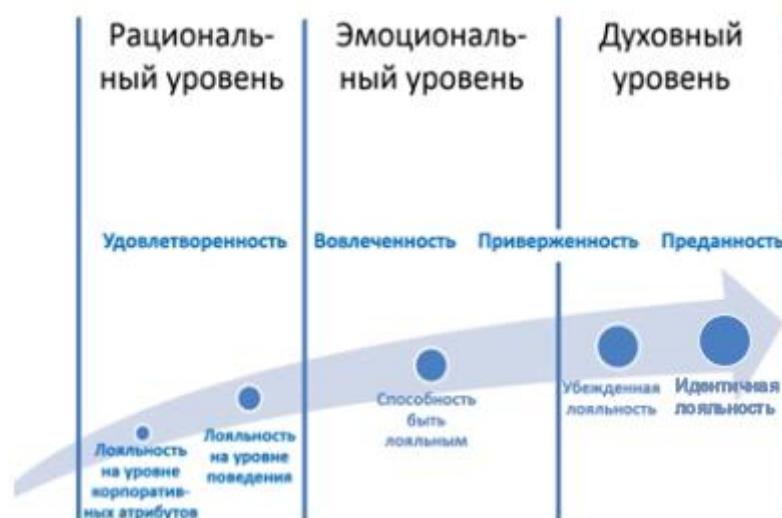 Рациональ-
ный уровень
Эмоциональ-
ный уровень
Духовный
уровень
Удовлетворенность
Вовлеченность
Приверженность
Преданность
Лояльность
на уровне
корпоратив-
ных атрибутов
Лояльность
на уровне
поведения
Способность
быть
лояльным
Убежденная
лояльность
Идентичная
лояльность